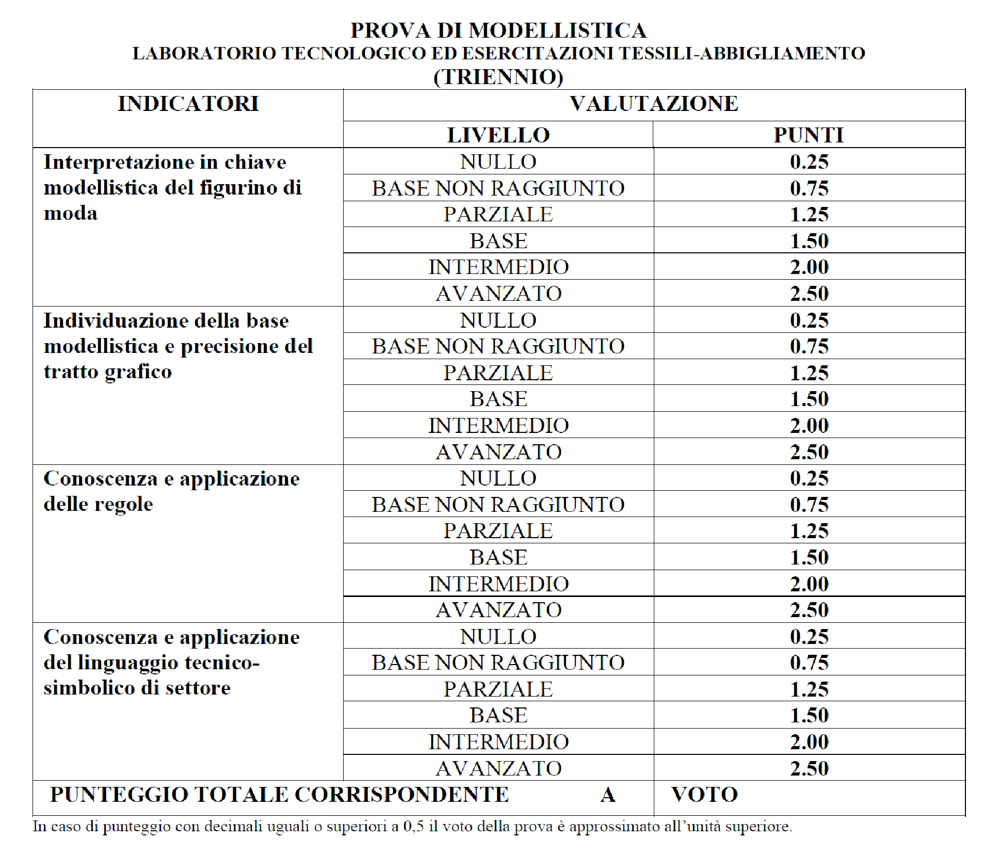 PROVA DI MODELLISTICA
LABORATORIO TECNOLOGICO ED ESERCITAZIONI TESSILI-ABBIGLIAMENTO
(TRIENNIO)
INDICATORI VALUTAZIONE
LIVELLO PUNTI
Interpretazione in chiave
modellistica del figurino di
moda
NULLO 0.25
BASE NON RAGGIUNTO 0.75
PARZIALE 1.25
BASE 1.50
INTERMEDIO 2.00
AVANZATO 2.50
Individuazione della base
modellistica e precisione del
tratto grafico
NULLO 0.25
BASE NON RAGGIUNTO 0.75
PARZIALE 1.25
BASE 1.50
INTERMEDIO 2.00
AVANZATO 2.50
Conoscenza e applicazione
delle regole
NULLO 0.25
BASE NON RAGGIUNTO 0.75
PARZIALE 1.25
BASE 1.50
INTERMEDIO 2.00
AVANZATO 2.50
Conoscenza e applicazione
del linguaggio tecnico-
simbolico di settore
NULLO 0.25
BASE NON RAGGIUNTO 0.75
PARZIALE 1.25
BASE 1.50
INTERMEDIO 2.00
AVANZATO 2.50
PUNTEGGIO TOTALE CORRISPONDENTE A VOTO
In caso di punteggio con decimali uguali o superiori a 0,5 il voto della prova è approssimato all’unità superiore.